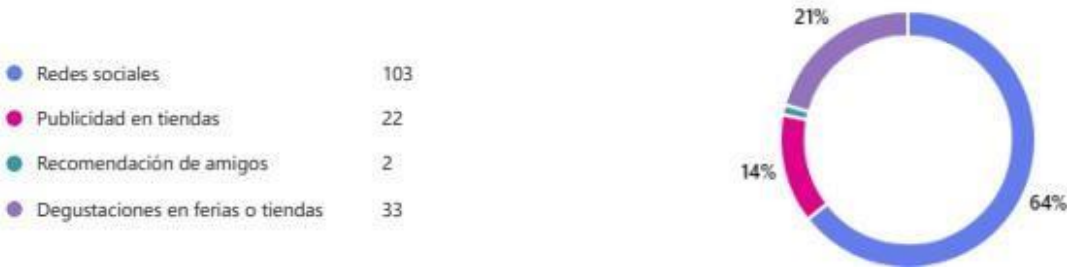 21%
Redes sociales 103
Publicidad en tiendas 22
Recomendación de amigos 2
14%
Degustaciones en ferias o tiendas 33
64%